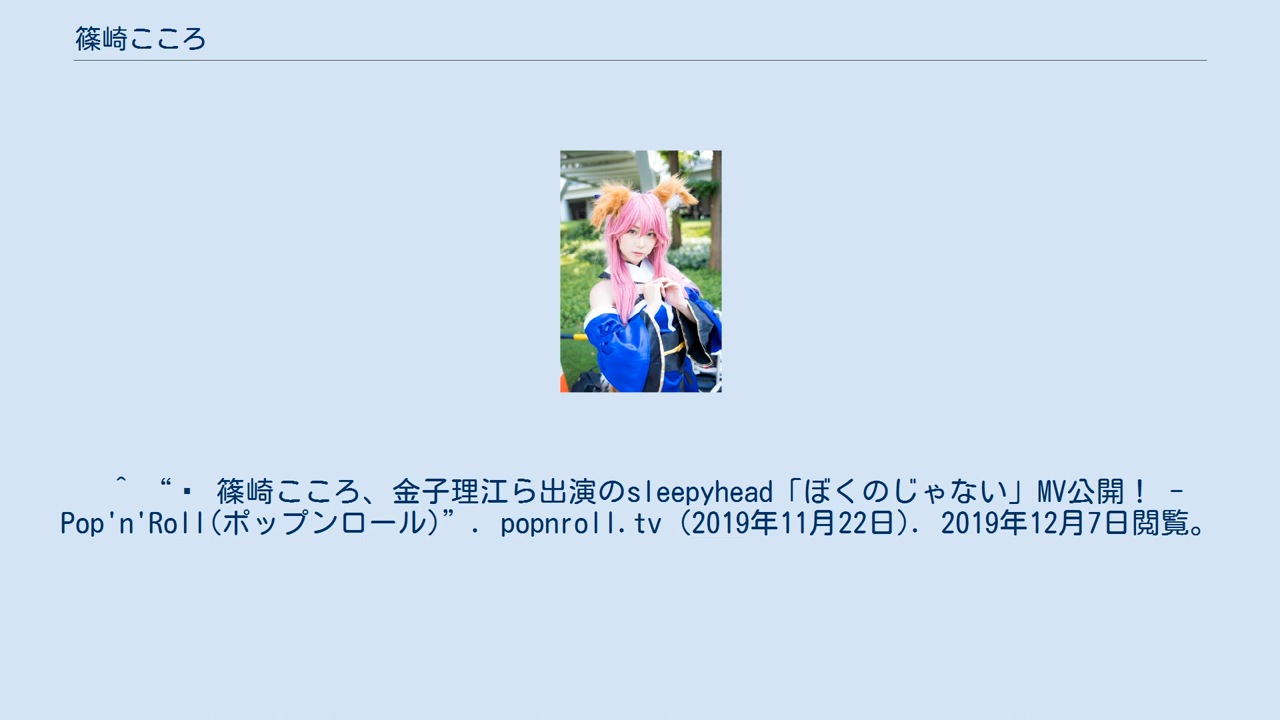 篠崎こころ
^ “▪ 篠崎こころ、金子理江ら出演のsleepyhead「ぼくのじゃない」MV公開！ -
Pop'n'Roll(ポップンロール)”. popnroll.tv (2019年11月22日). 2019年12月7日閲覧。